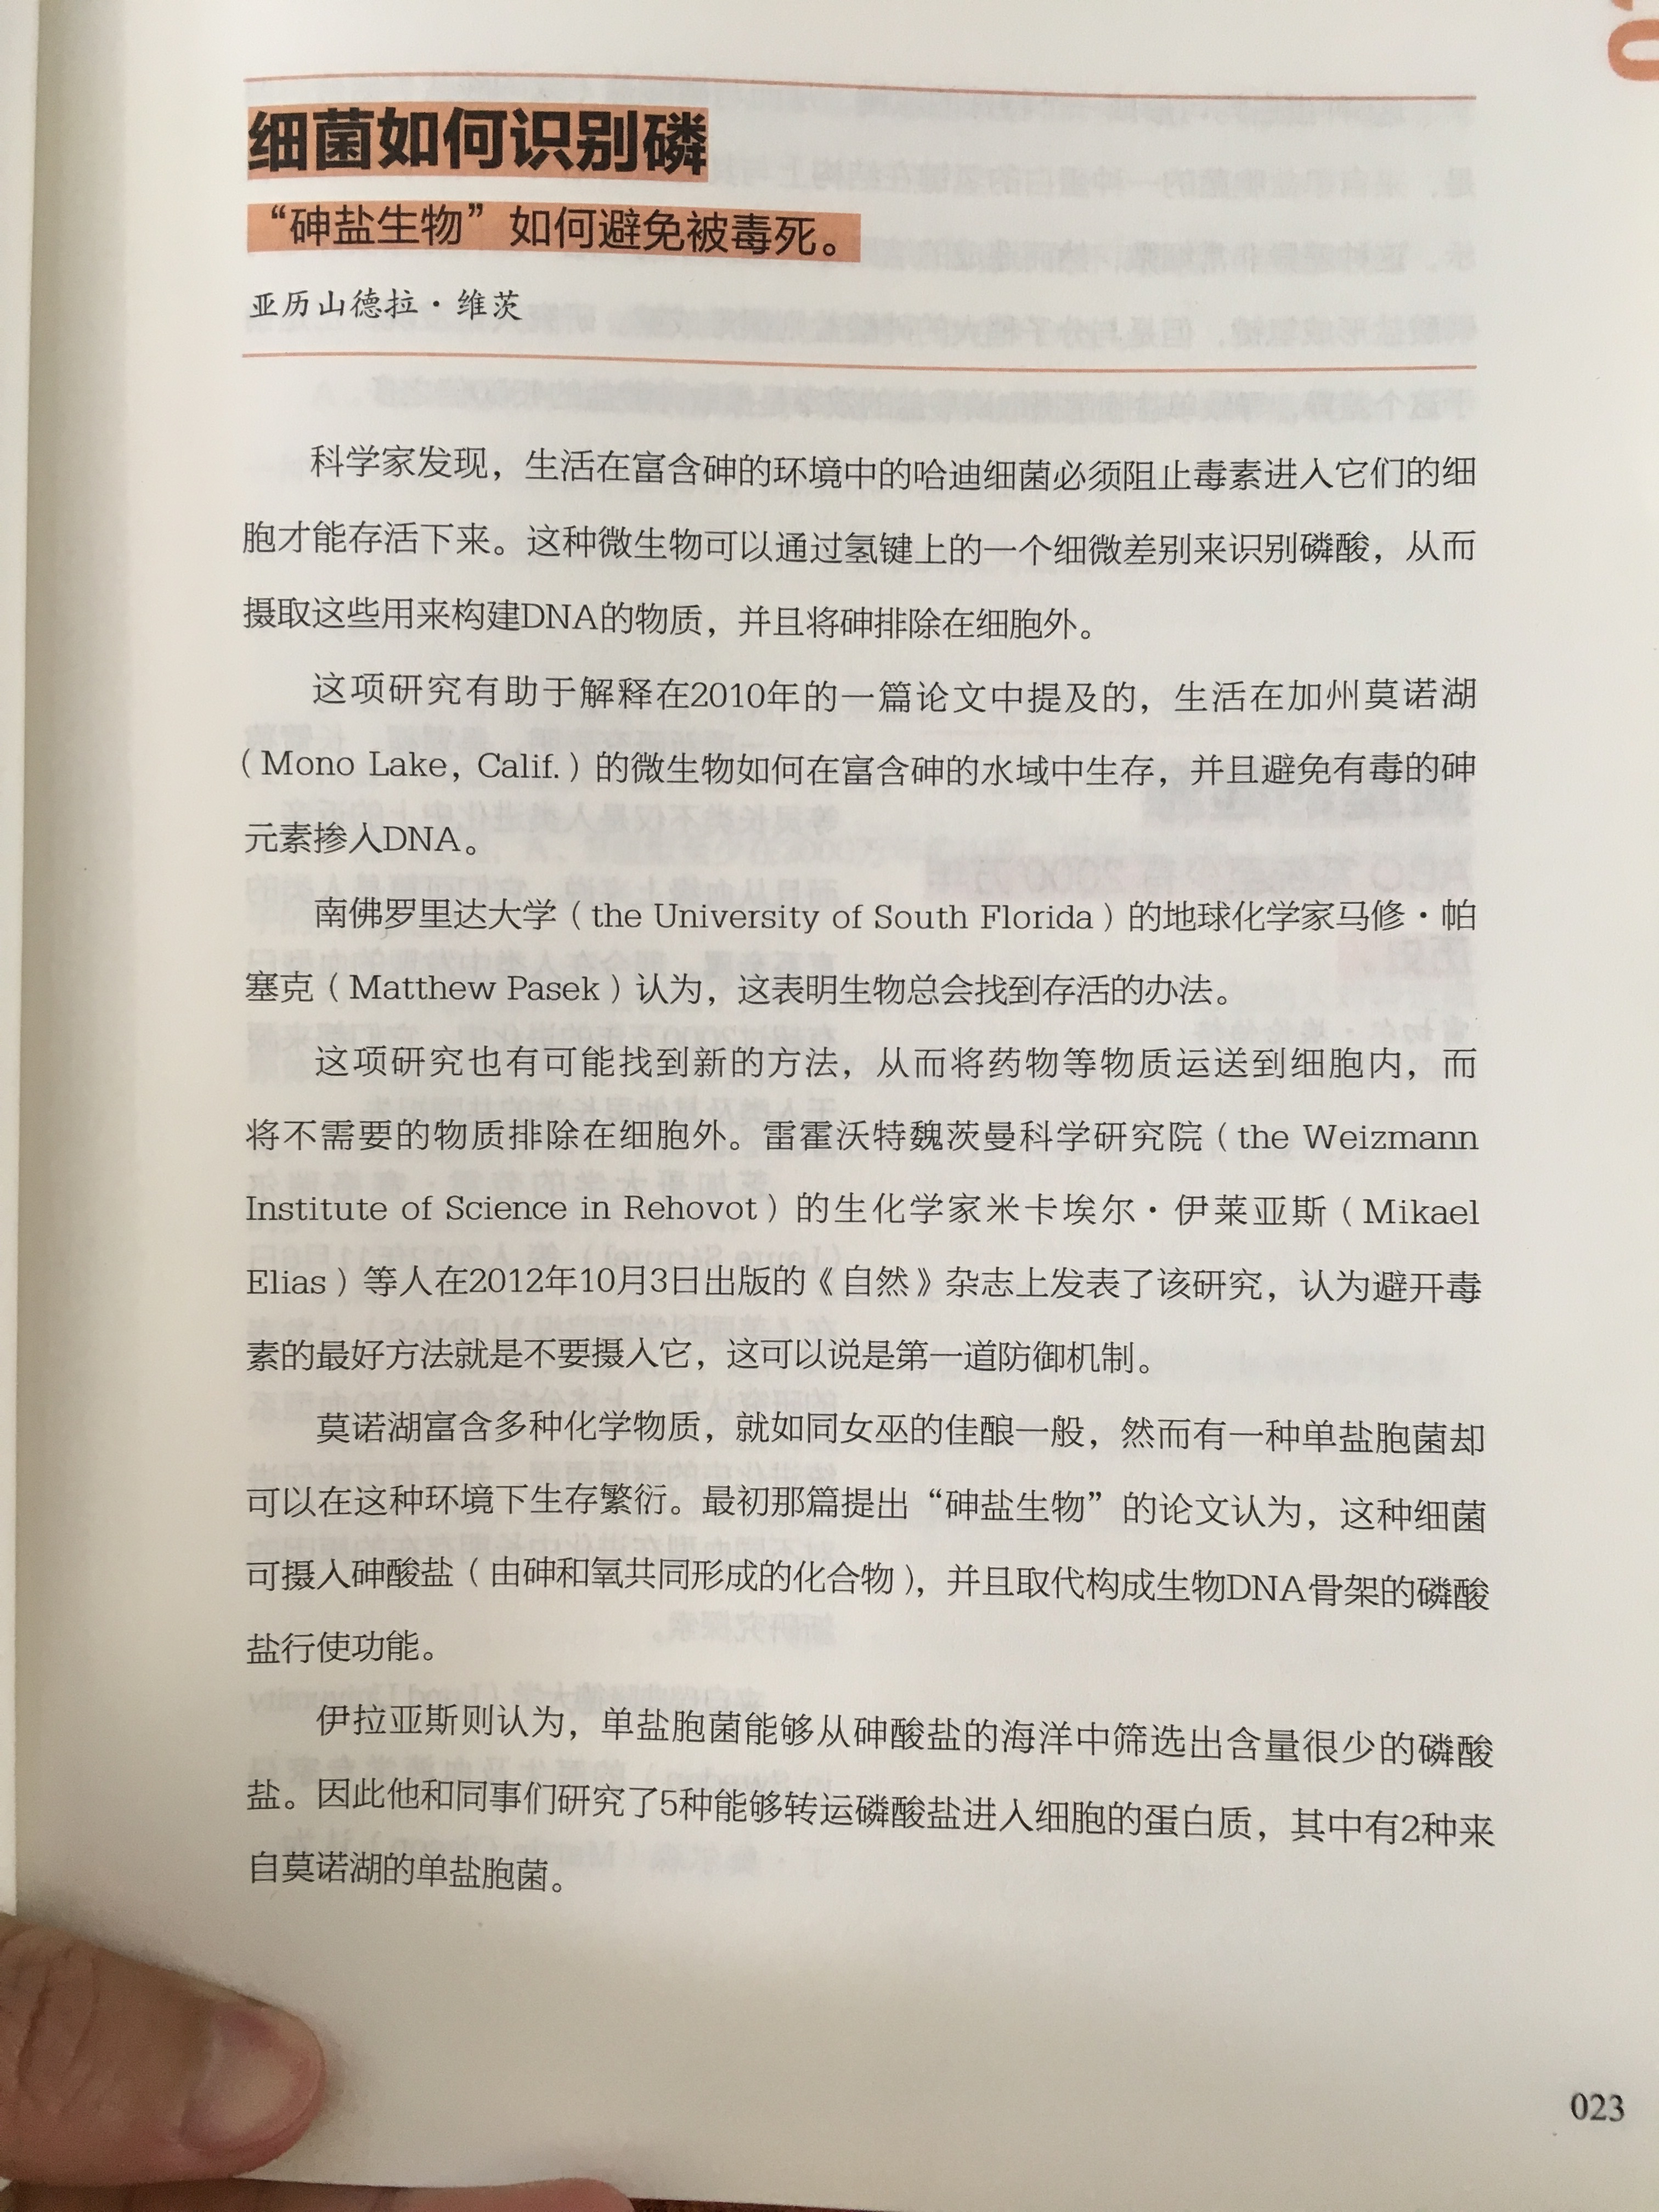 细菌如何识别磷
“砷盐生物”如何避免被毒死。
亚历山德拉·维茨
科学家发现，生活在富含砷的环境中的哈迪细菌必须阻止毒素进入它们的细
胞才能存活下来。这种微生物可以通过氢键上的一个细微差别来识别磷酸，从而
摄取这些用来构建DNA的物质，并且将砷排除在细胞外。
这项研究有助于解释在2010年的一篇论文中提及的，生活在加州莫诺湖
（Mono Lake, Calif.）的微生物如何在富含砷的水域中生存，并且避免有毒的砷
元素掺入DNA。
南佛罗里达大学（the University of South Florida）的地球化学家马修·帕
塞克（Matthew Pasek）认为，这表明生物总会找到存活的办法。
这项研究也有可能找到新的方法，从而将药物等物质运送到细胞内，而
将不需要的物质排除在细胞外。雷霍沃特魏茨曼科学研究院（the Weizmann
Institute of Science in Rehovot）的生化学家米卡埃尔·伊莱亚斯（Mikael
Elias）等人在2012年10月3日出版的《自然》杂志上发表了该研究，认为避开毒
素的最好方法就是不要摄入它，这可以说是第一道防御机制。
莫诺湖富含多种化学物质，就如同女巫的佳酿一般，然而有一种单盐胞菌却
可以在这种环境下生存繁衍。最初那篇提出“砷盐生物”的论文认为，这种细菌
可摄入砷酸盐（由砷和氧共同形成的化合物），并且取代构成生物DNA骨架的磷酸
盐行使功能。
伊拉亚斯则认为，单盐胞菌能够从砷酸盐的海洋中筛选出含量很少的磷酸
盐。因此他和同事们研究了5种能够转运磷酸盐进入细胞的蛋白质，其中有2种来
自莫诺湖的单盐胞菌。
023